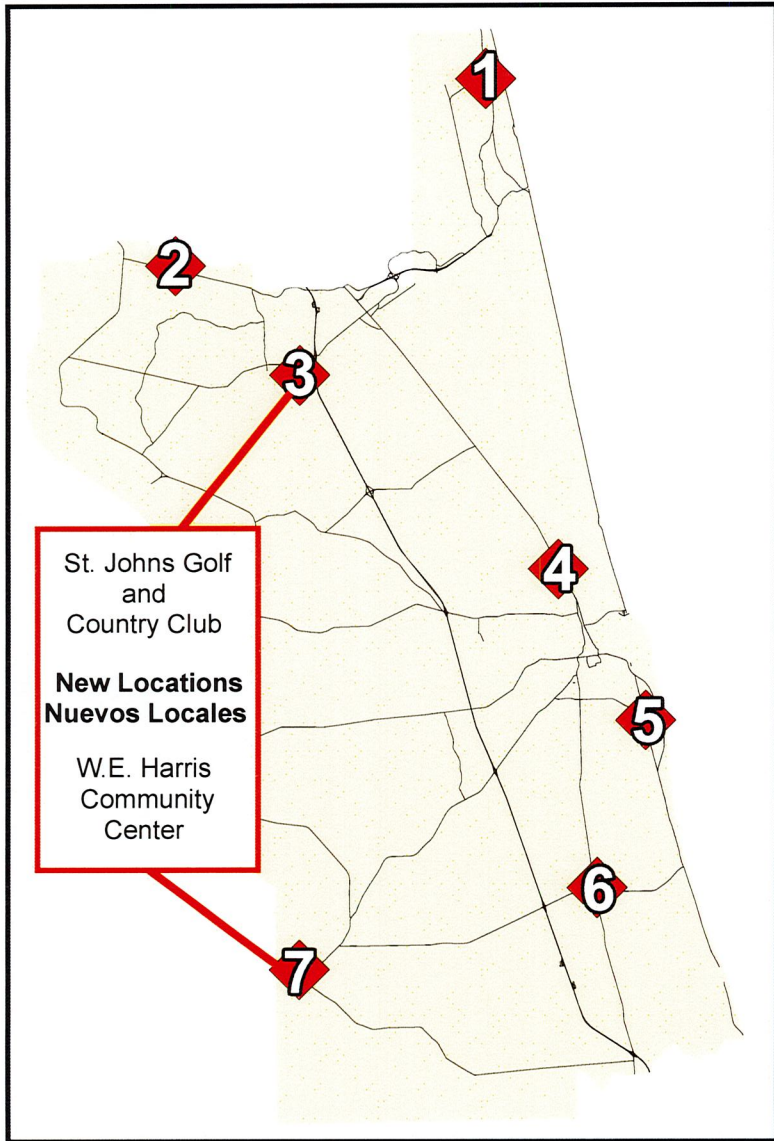 1
2
3
St. Johns Golf
and
Country Club
New Locations
Nuevos Locales
W.E. Harris
Community
Center
4
5
6
7